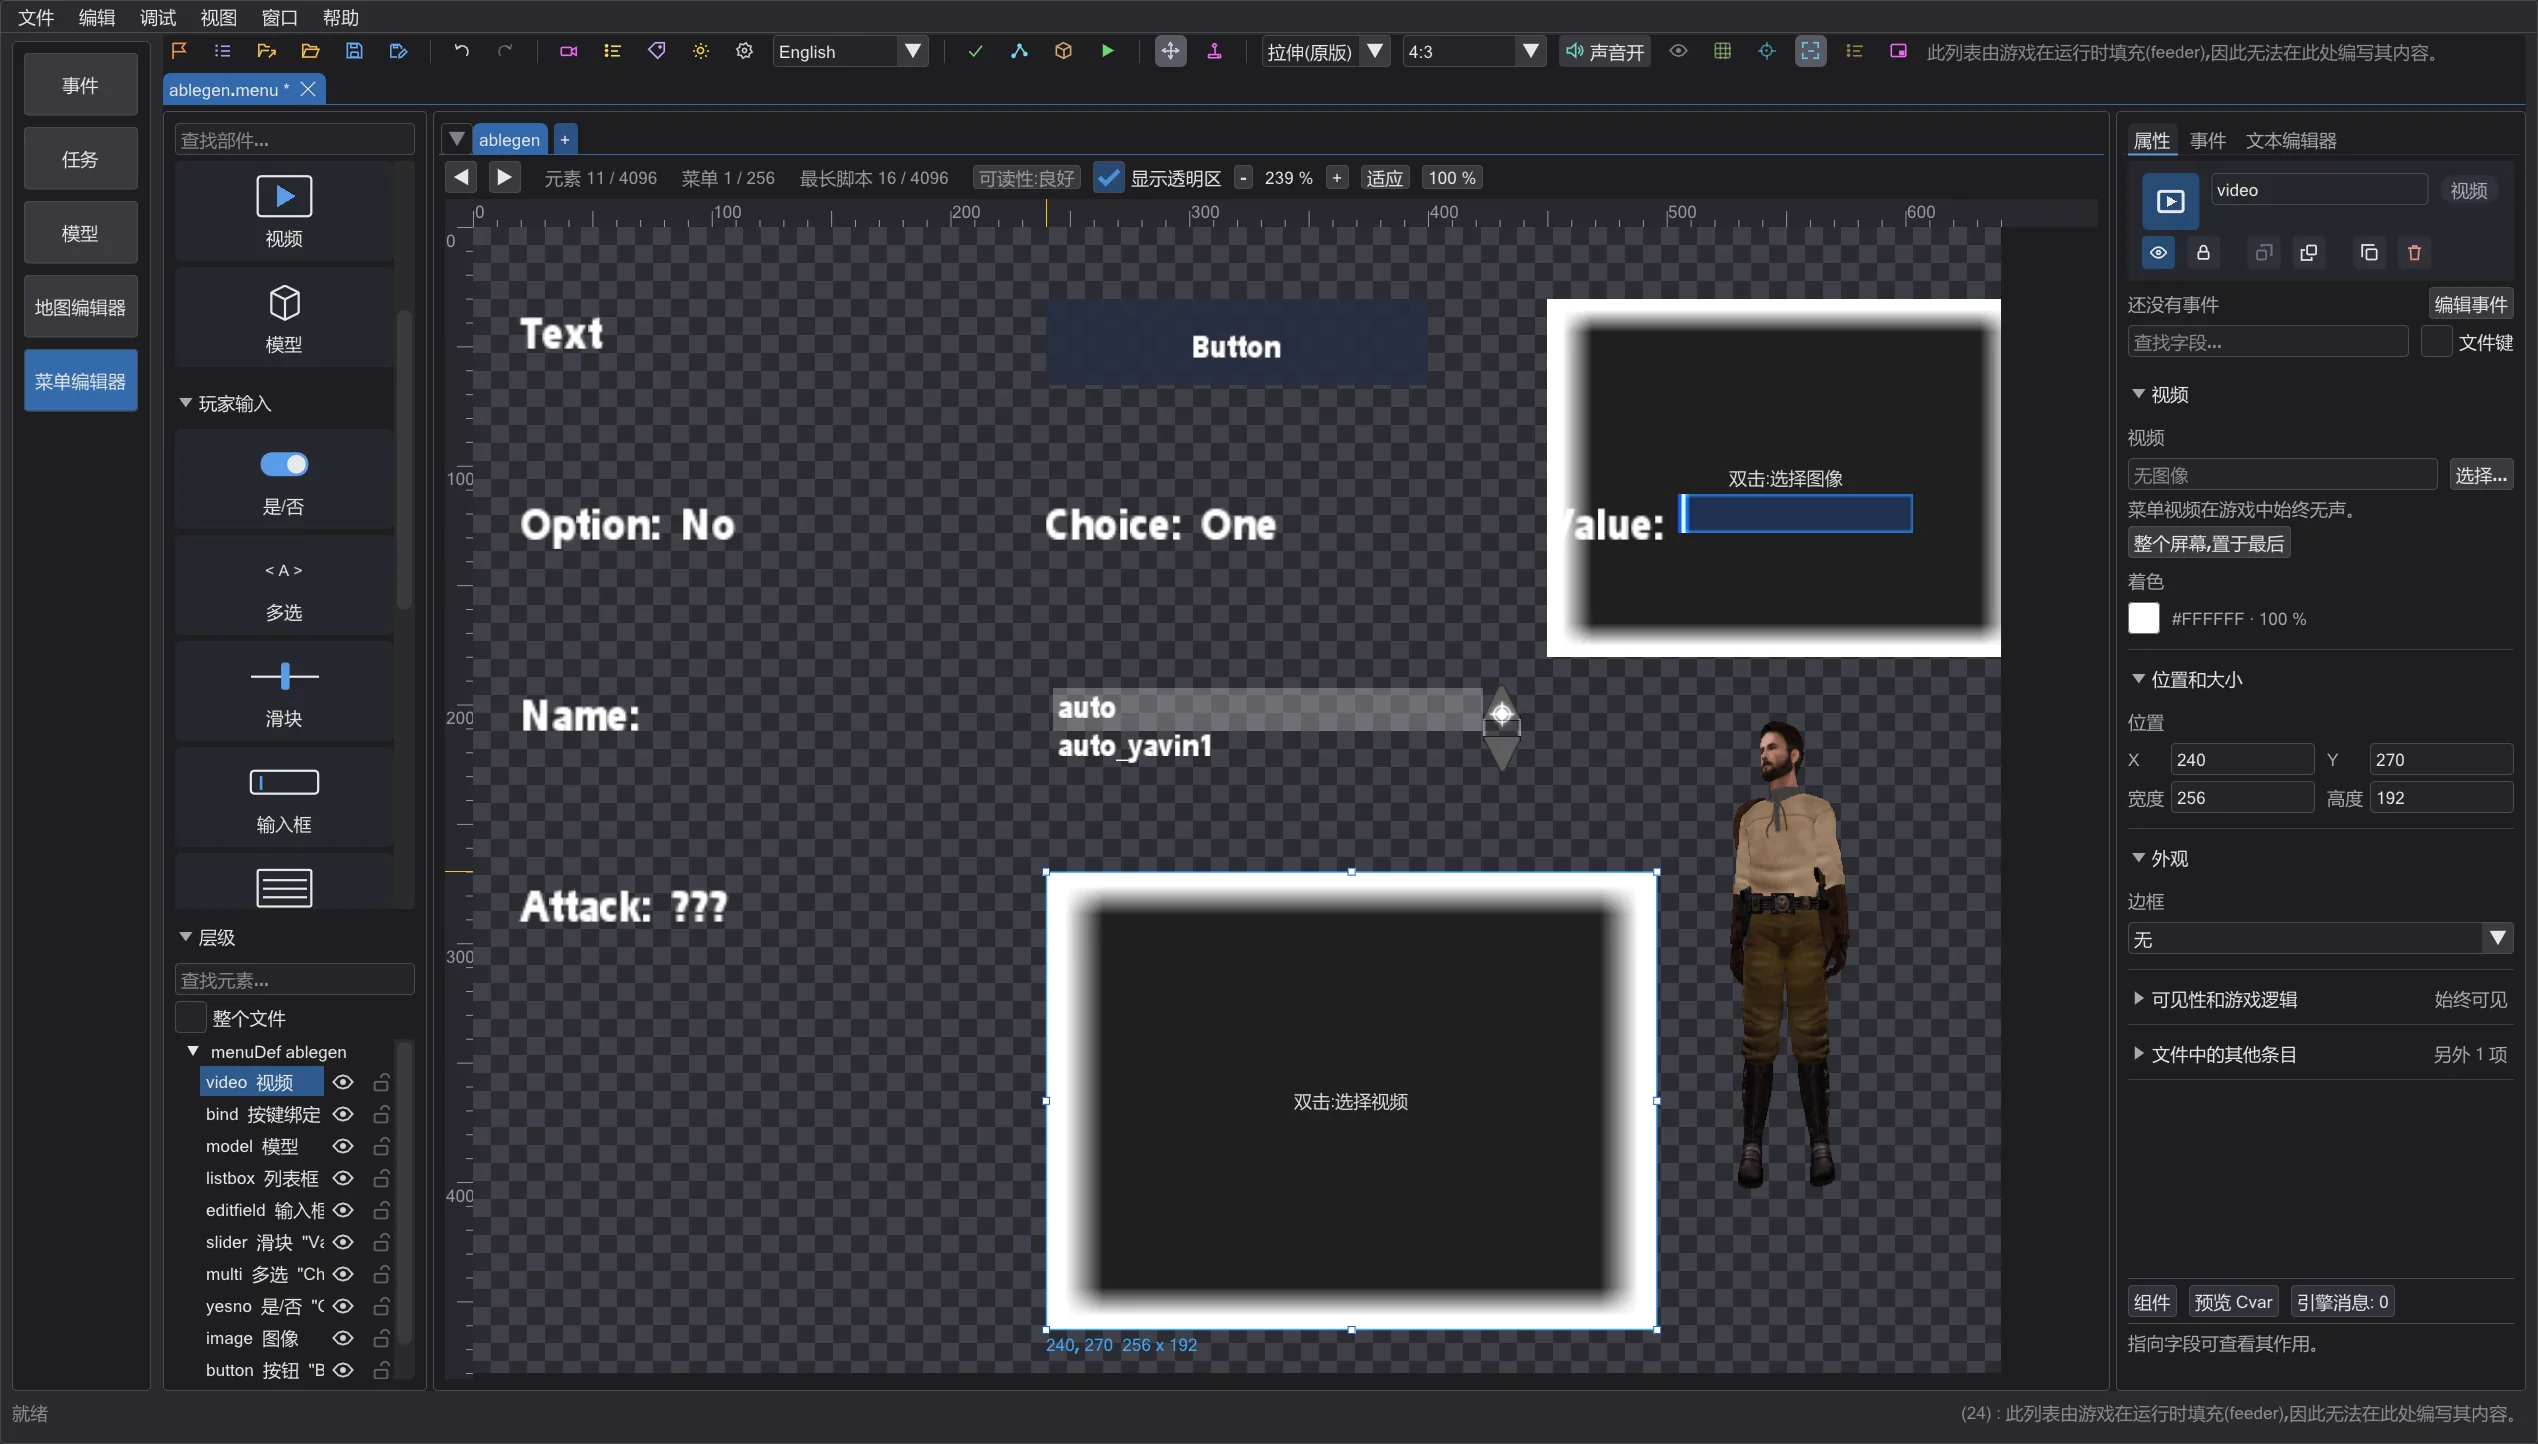 文件 编辑 调试 视图 窗口 帮助
English
拉伸(原版)
4:3
声音开
此列表由游戏在运行时填充(feeder),因此无法在此处编写其内容。
事件
任务
模型
地图编辑器
菜单编辑器
ablegen.menu *
查找部件...
视频
模型
玩家输入
是/否
< A >
多选
滑块
输入框
层级
查找元素...
整个文件
menuDef ablegen
video 视频
bind 按键绑定
model 模型
listbox 列表框
editfield 输入框
slider 滑块 "Va
multi 多选 "Ch
yesno 是/否 "O
image 图像
button 按钮 "B
ablegen
+
元素 11 / 4096
菜单 1 / 256
最长脚本 16 / 4096
可读性:良好
显示透明区
-
239 %
+
适应
100 %
0 100 200 300 400 500 600
0
100
200
300
400
Text
Button
双击:选择图像
Option: No
Choice: One
Value:
Name:
auto
auto_yavin1
Attack: ???
双击:选择视频
240, 270 256 x 192
属性 事件 文本编辑器
video
视频
还没有事件
编辑事件
查找字段...
文件键
视频
视频
无图像
选择...
菜单视频在游戏中始终无声。
整个屏幕,置于最后
着色
#FFFFFF · 100 %
位置和大小
位置
X 240 Y 270
宽度 256 高度 192
外观
边框
无
可见性和游戏逻辑 始终可见
文件中的其他条目 另外 1 项
组件
预览 Cvar
引擎消息: 0
指向字段可查看其作用。
就绪
(24) : 此列表由游戏在运行时填充(feeder),因此无法在此处编写其内容。